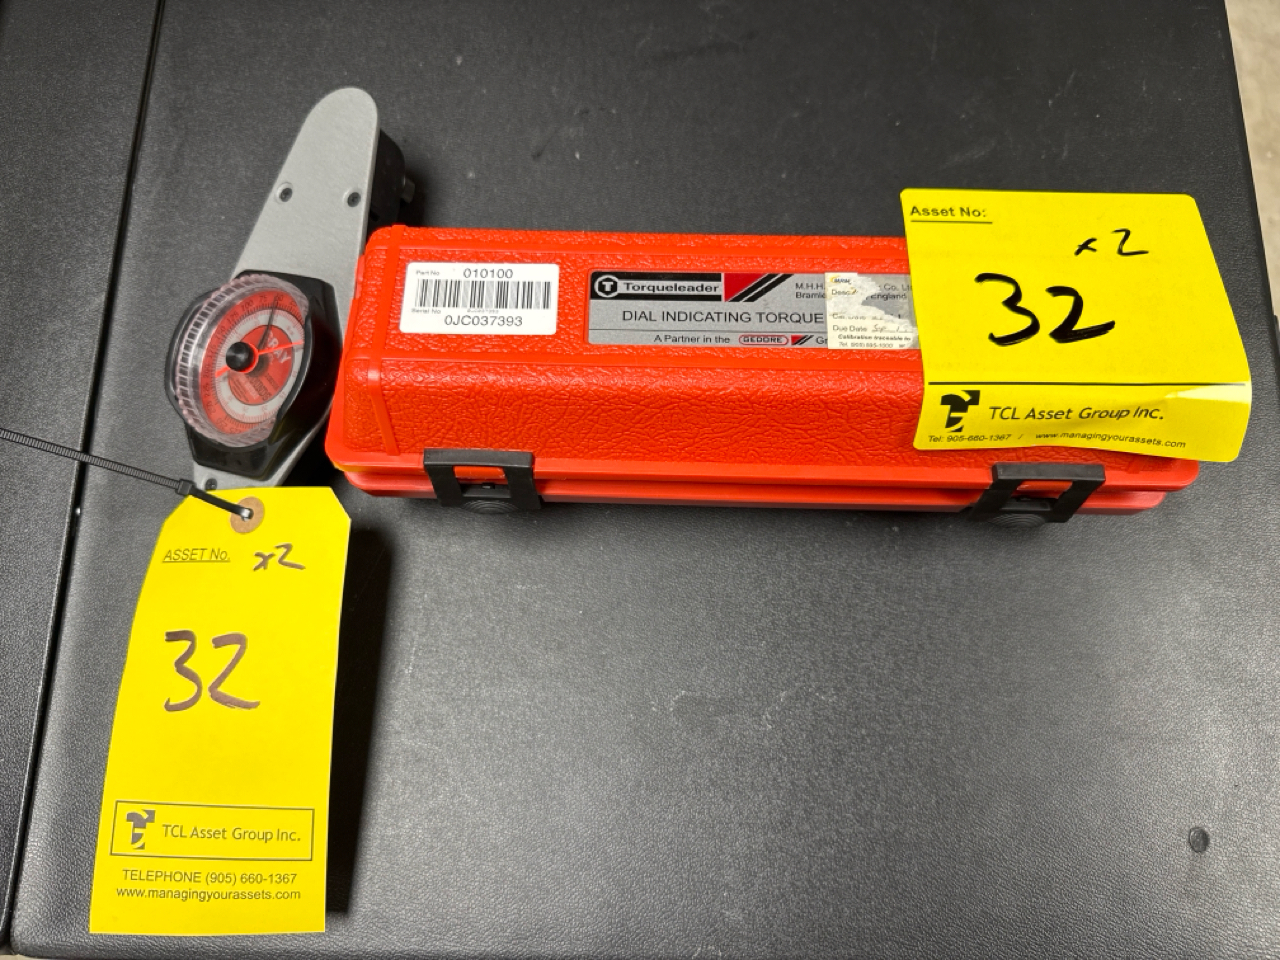 Part No 010100
Serial No
0JC037393
Torqueleader
M.H.H.
Co. Ltd
England
DIAL INDICATING TORQUE
A Partner in the GEDORE
Due Date
Calibration traceable
Asset No:
x2
32
TCL Asset Group Inc.
Tel: 905-660-1367 / www.managingyourassets.com
ASSET No.
x2
32
TCL Asset Group Inc.
TELEPHONE (905) 660-1367
www.managingyourassets.com